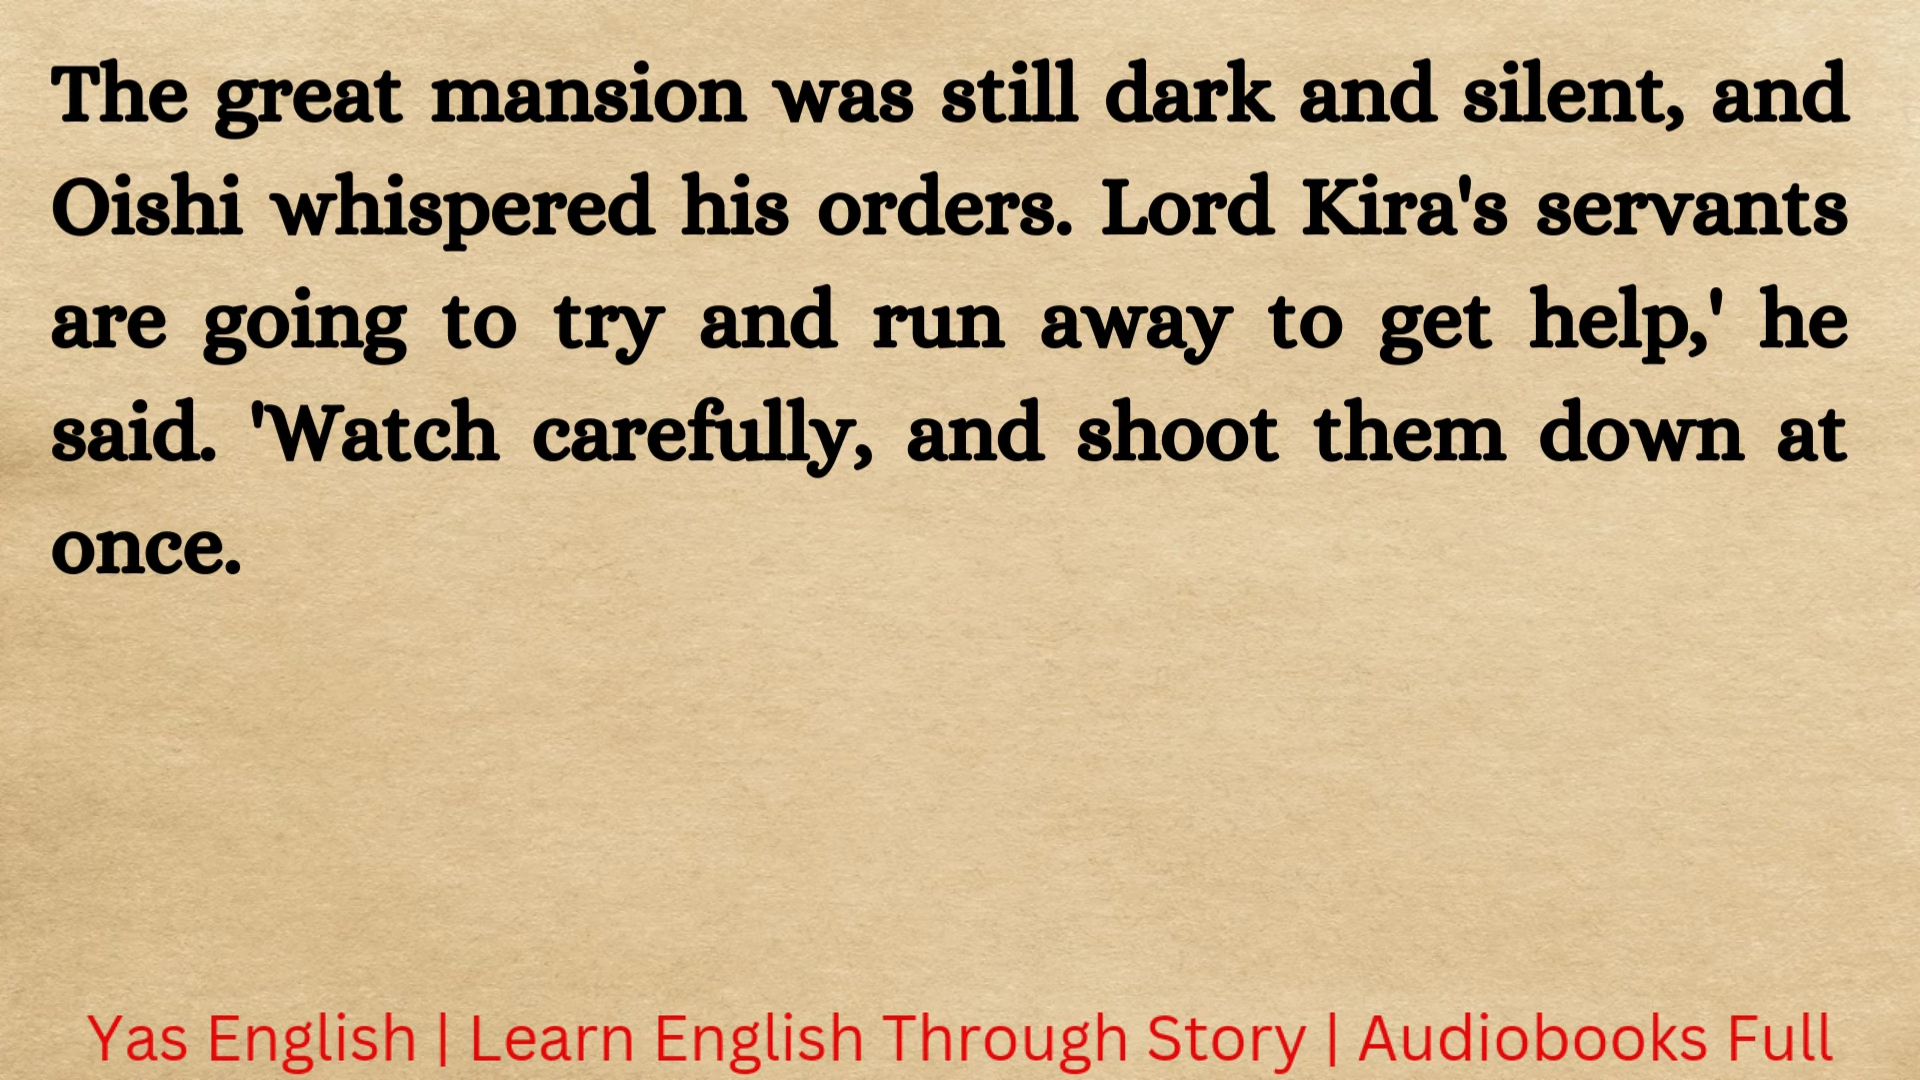 The great mansion was still dark and silent, and
Oishi whispered his orders. Lord Kira's servants
are going to try and run away to get help,' he
said. 'Watch carefully, and shoot them down at
once.
Yas English | Learn English Through Story | Audiobooks Full